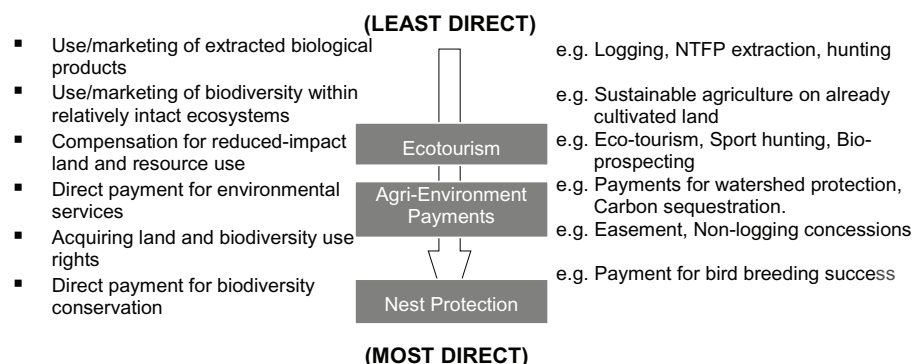 (LEAST DIRECT)
▪ Use/marketing of extracted biological
products
▪ Use/marketing of biodiversity within
relatively intact ecosystems
▪ Compensation for reduced-impact
land and resource use
▪ Direct payment for environmental
services
▪ Acquiring land and biodiversity use
rights
▪ Direct payment for biodiversity
conservation
Ecotourism
Agri-Environment
Payments
Nest Protection
e.g. Logging, NTFP extraction, hunting
e.g. Sustainable agriculture on already
cultivated land
e.g. Eco-tourism, Sport hunting, Bio-
prospecting
e.g. Payments for watershed protection,
Carbon sequestration.
e.g. Easement, Non-logging concessions
e.g. Payment for bird breeding success
(MOST DIRECT)